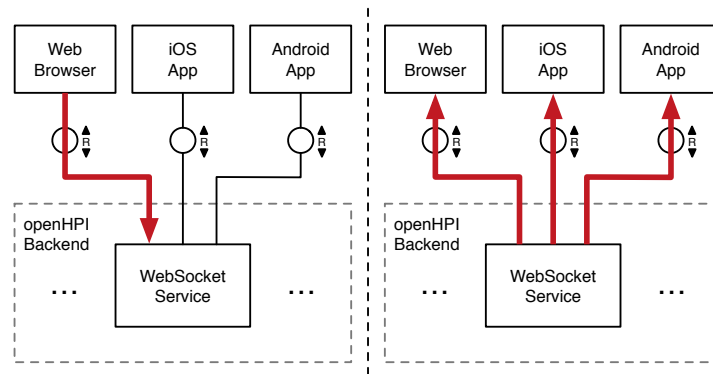 Web
Browser
iOS
App
Android
App
R
R
R
openHPI
Backend
WebSocket
Service
...
...
Web
Browser
iOS
App
Android
App
R
R
R
openHPI
Backend
WebSocket
Service
...
...